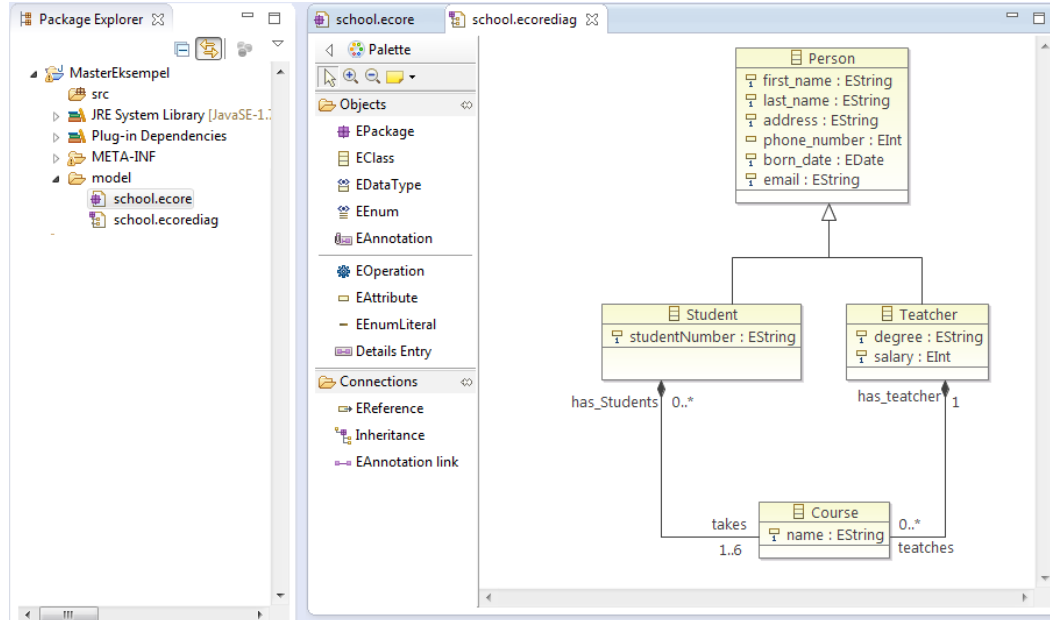 Package Explorer
MasterEksempel
src
JRE System Library [JavaSE-1.
Plug-in Dependencies
META-INF
model
school.ecore
school.ecorediag
school.ecore
school.ecorediag
Palette
Objects
EPackage
EClass
EDataType
EEnum
EAnnotation
EOperation
EAttribute
EEnumLiteral
Details Entry
Connections
EReference
Inheritance
EAnnotation link
Person
first_name : EString
last_name : EString
address : EString
phone_number : EInt
born_date : EDate
email : EString
Student
studentNumber : EString
Teatcher
degree : EString
salary : EInt
has_Students 0..*
has_teatcher 1
Course
name : EString
takes
1..6
0..*
teatches